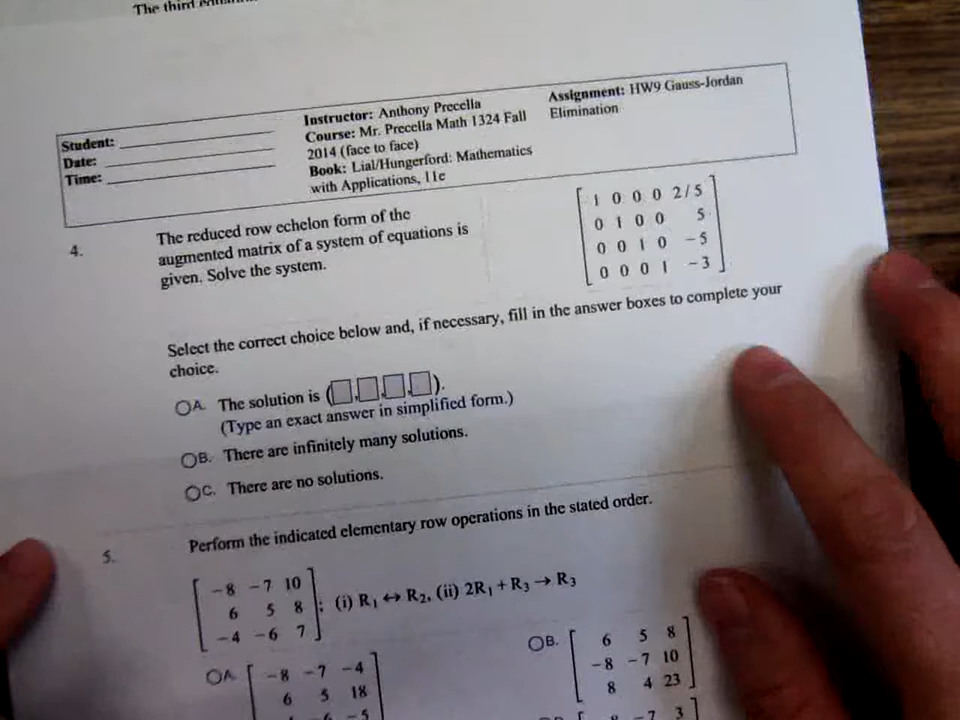 The third
Student:
Date:
Time:
Instructor: Anthony Precella
Course: Mr. Precella Math 1324 Fall
2014 (face to face)
Book: Lial/Hungerford: Mathematics
with Applications, 11e
Assignment: HW9 Gauss-Jordan
Elimination
4.
The reduced row echelon form of the
augmented matrix of a system of equations is
given. Solve the system.
1 0 0 0 2/5
0 1 0 0 5
0 0 1 0 -5
0 0 0 1 -3
Select the correct choice below and, if necessary, fill in the answer boxes to complete your
choice.
A. The solution is ( , , , ).
(Type an exact answer in simplified form.)
B. There are infinitely many solutions.
C. There are no solutions.
5.
Perform the indicated elementary row operations in the stated order.
-8 -7 10
6 5 8
-4 -6 7
; (i) R1 ↔ R2, (ii) 2R1 + R3 → R3
A.
-8 -7 -4
6 5 18
-6 -5
B.
6 5 8
-8 -7 10
8 4 23
-7 3